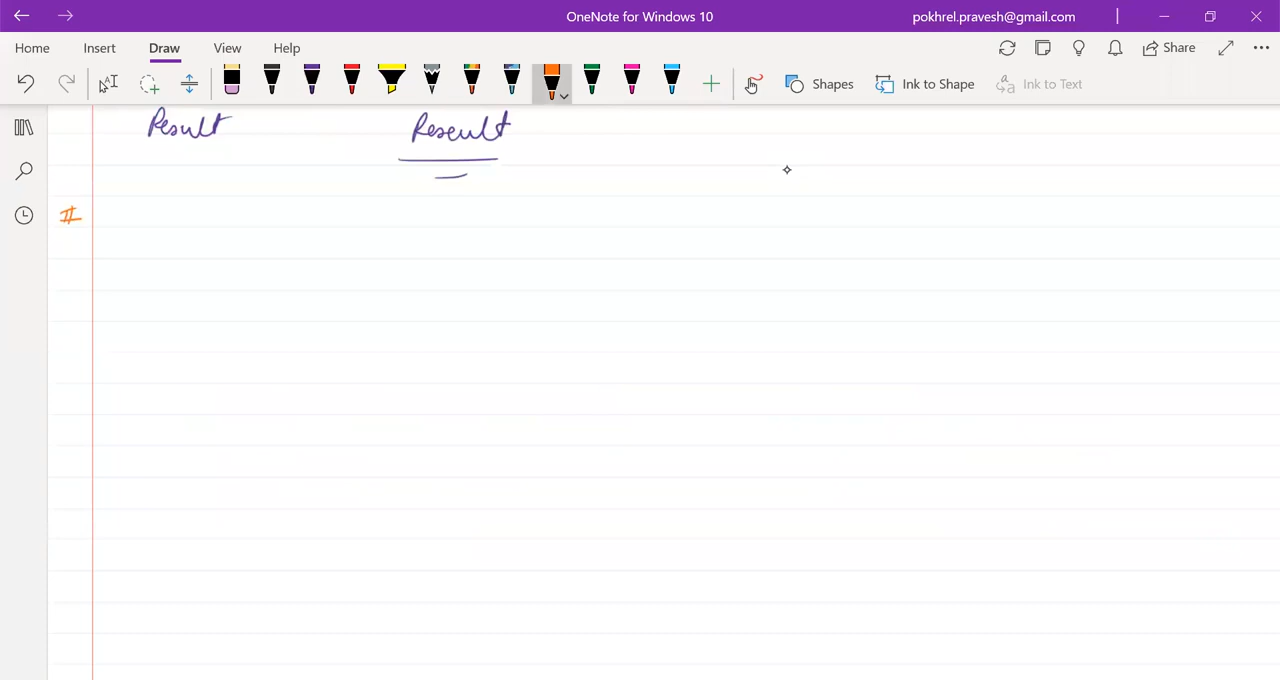 OneNote for Windows 10 pokhrel.pravesh@gmail.com
Home Insert Draw View Help Share
Shapes Ink to Shape Ink to Text
Result Reseult
#